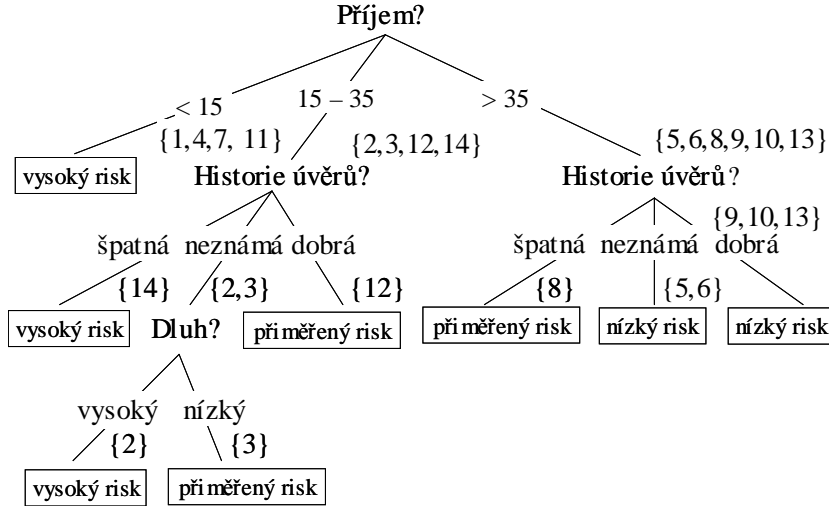 Příjem?
< 15 15 – 35 > 35
{1,4,7, 11} {2,3,12,14} {5,6,8,9,10,13}
vysoký risk Historie úvěrů? Historie úvěrů?
{9,10,13}
špatná neznámá dobrá špatná neznámá dobrá
{14} {2,3} {12} {8} {5,6}
vysoký risk Dluh? přiměřený risk přiměřený risk nízký risk nízký risk
vysoký nízký
{2} {3}
vysoký risk přiměřený risk